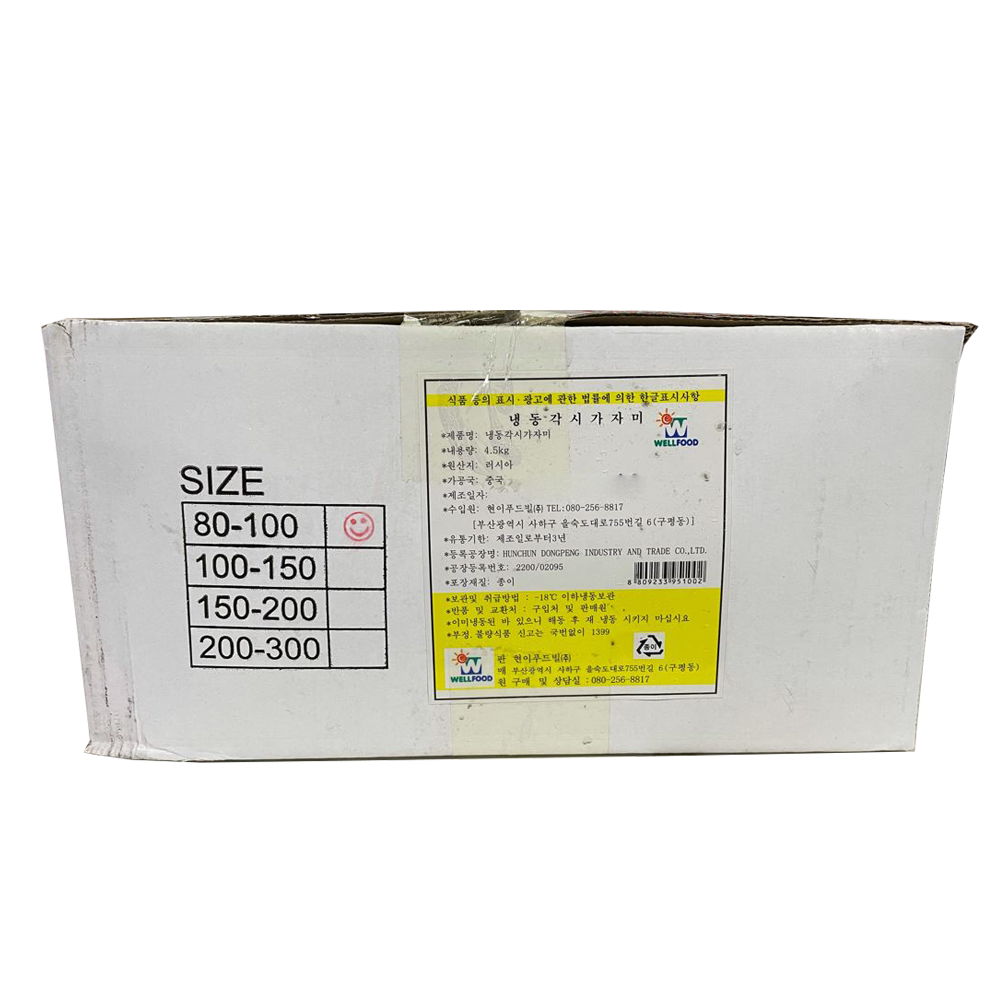 SIZE
80-100
100-150
150-200
200-300
식품 등의 표시·광고에 관한 법률에 의한 한글표시사항
냉동각시가자미
WELLFOOD
*제품명: 냉동각시가자미
*내용량: 4.5kg
*원산지: 러시아
*가공국: 중국
*제조일자:
*수입원: 현이푸드빌(주) TEL:080-256-8817
[부산광역시 사하구 을숙도대로755번길 6(구평동)]
*유통기한: 제조일로부터3년
*등록공장명: HUNCHUN DONGPENG INDUSTRY AND TRADE CO.,LTD.
*공장등록번호: 2200/02095
*포장재질: 종이
8 809233 951002
*보관및 취급방법 : -18℃ 이하냉동보관
*반품 및 교환처 : 구입처 및 판매원
*이미냉동된 바 있으니 해동 후 재 냉동 시키지 마십시요
*부정.불량식품 신고는 국번없이 1399
종이
WELLFOOD
판 현이푸드빌(주)
매 부산광역시 사하구 을숙도대로755번길 6(구평동)
원 구매 및 상담실 : 080-256-8817